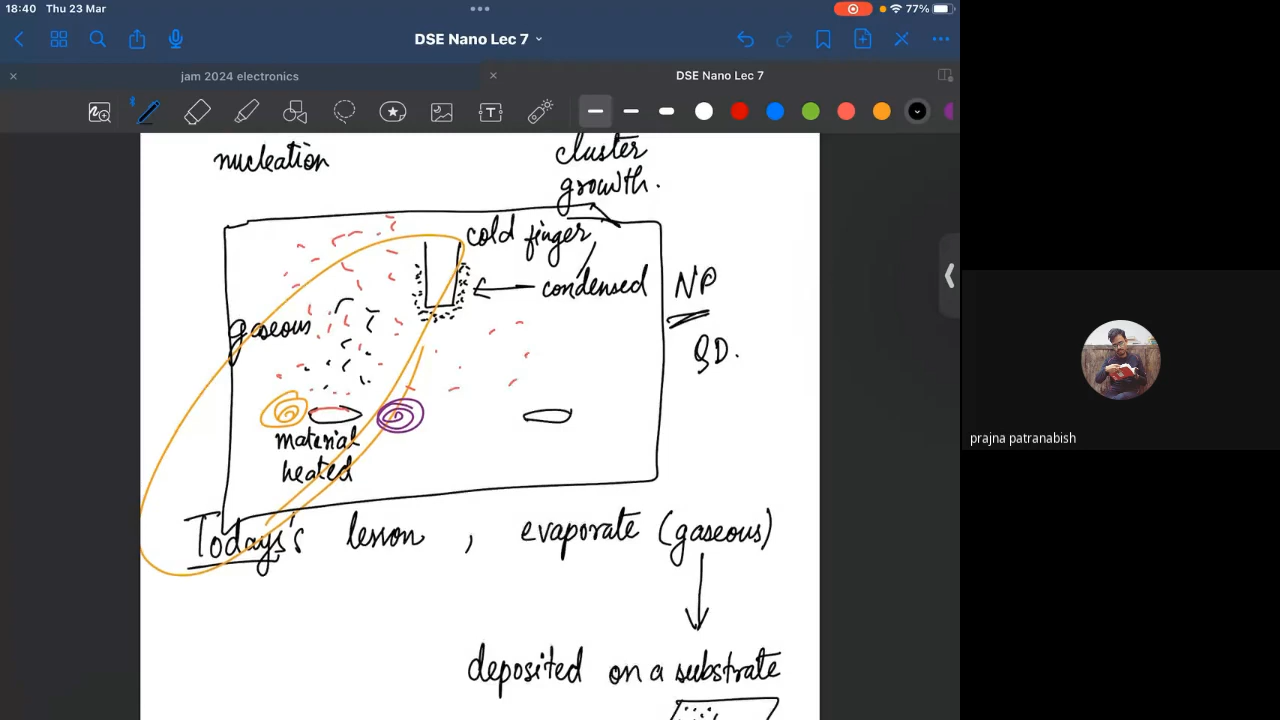 18:40 Thu 23 Mar
77%
DSE Nano Lec 7
jam 2024 electronics
DSE Nano Lec 7
nucleation
cluster
growth.
cold finger
condensed
NP
gaseous
material
heated
Today's lesson , evaporate (gaseous)
deposited on a substrate
prajna patranabish